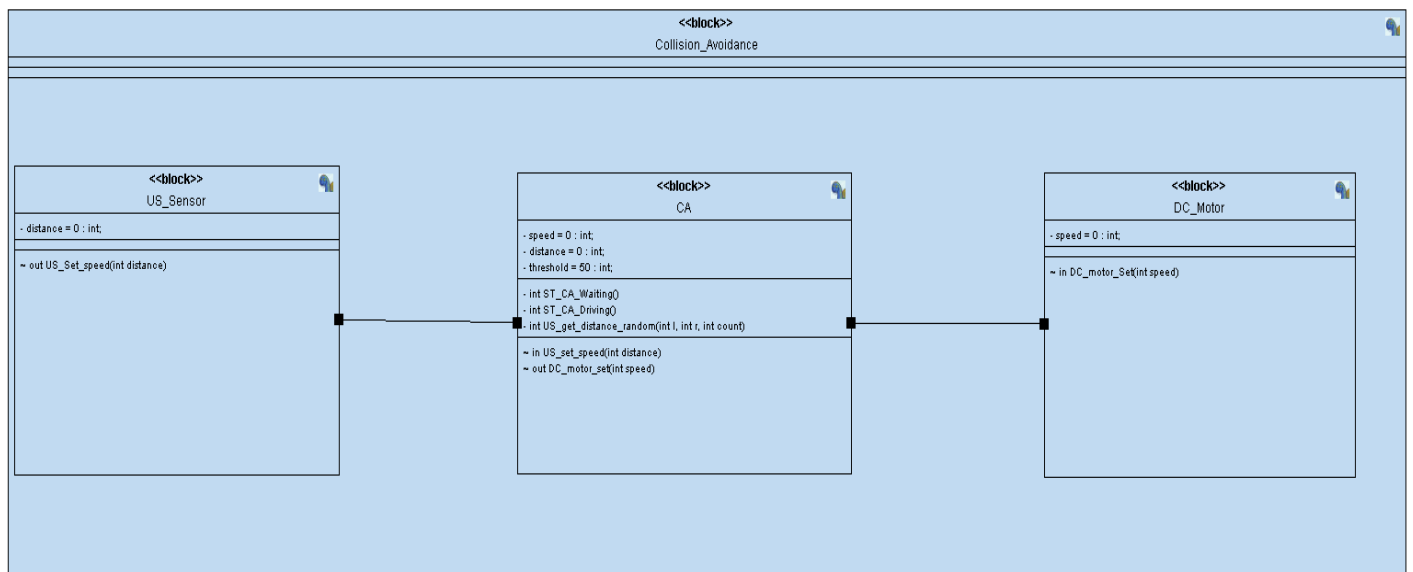 <<block>>
Collision_Avoidance
<<block>>
US_Sensor
- distance = 0 : int;
~ out US_Set_speed(int distance)
<<block>>
CA
- speed = 0 : int;
- distance = 0 : int;
- threshold = 50 : int;
- int ST_CA_Waiting()
- int ST_CA_Driving()
- int US_get_distance_random(int l, int r, int count)
~ in US_set_speed(int distance)
~ out DC_motor_set(int speed)
<<block>>
DC_Motor
- speed = 0 : int;
~ in DC_motor_Set(int speed)